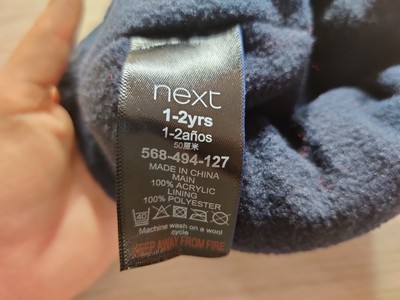 next
1-2yrs
1-2años
50厘米
568-494-127
MADE IN CHINA
MAIN
100% ACRYLIC
LINING
100% POLYESTER
40
Machine wash on a wool
cycle
KEEP AWAY FROM FIRE